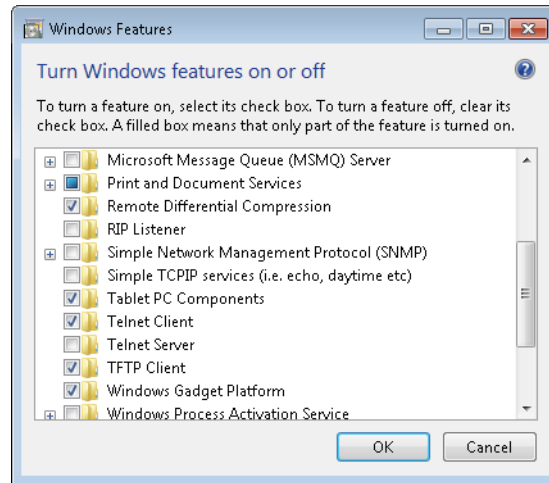 Windows Features
Turn Windows features on or off
To turn a feature on, select its check box. To turn a feature off, clear its
check box. A filled box means that only part of the feature is turned on.
Microsoft Message Queue (MSMQ) Server
Print and Document Services
Remote Differential Compression
RIP Listener
Simple Network Management Protocol (SNMP)
Simple TCPIP services (i.e. echo, daytime etc)
Tablet PC Components
Telnet Client
Telnet Server
TFTP Client
Windows Gadget Platform
Windows Process Activation Service
OK Cancel